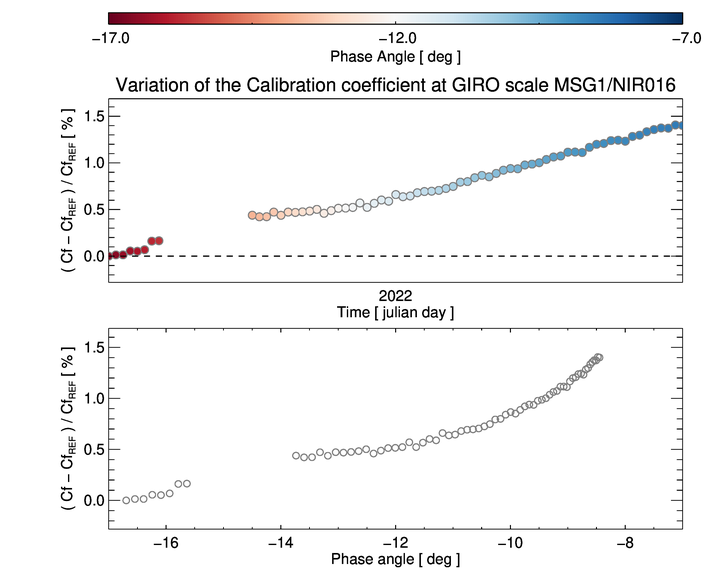 −17.0 −12.0 −7.0
Phase Angle [ deg ]
Variation of the Calibration coefficient at GIRO scale MSG1/NIR016
( Cf − Cf_REF ) / Cf_REF [ % ]
1.5
1.0
0.5
0.0
2022
Time [ julian day ]
( Cf − Cf_REF ) / Cf_REF [ % ]
1.5
1.0
0.5
0.0
−16 −14 −12 −10 −8
Phase angle [ deg ]